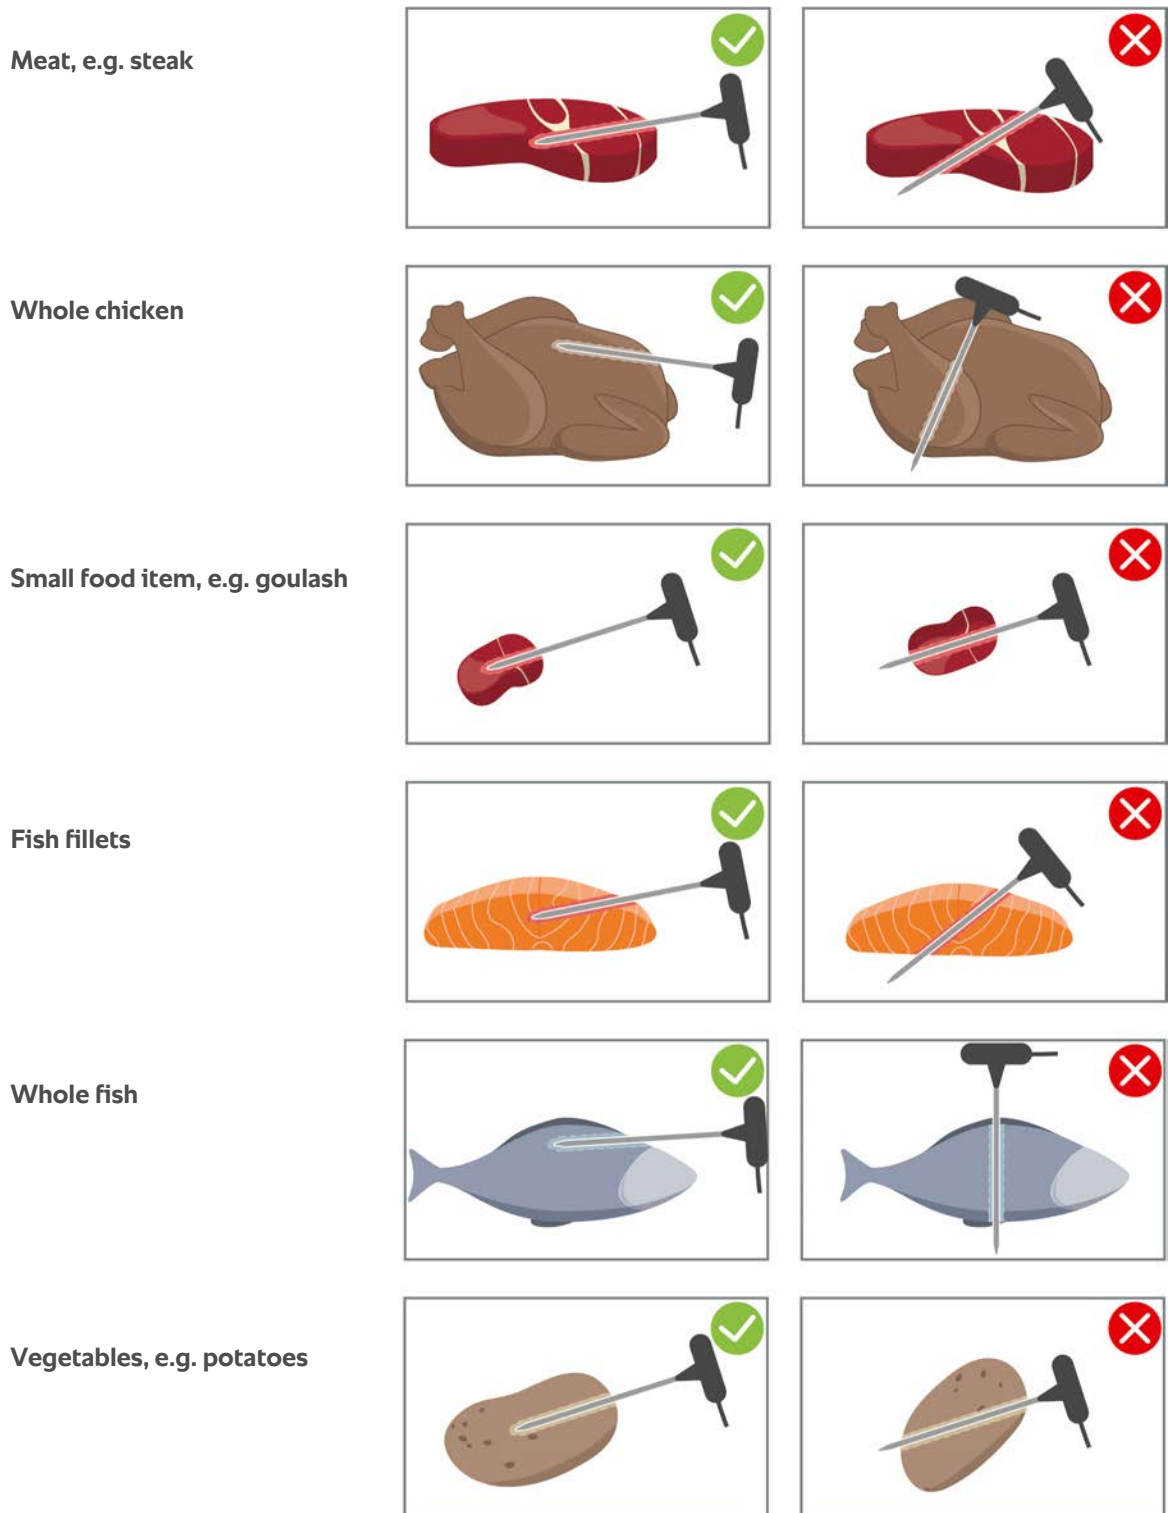 Meat, e.g. steak
Whole chicken
Small food item, e.g. goulash
Fish fillets
Whole fish
Vegetables, e.g. potatoes